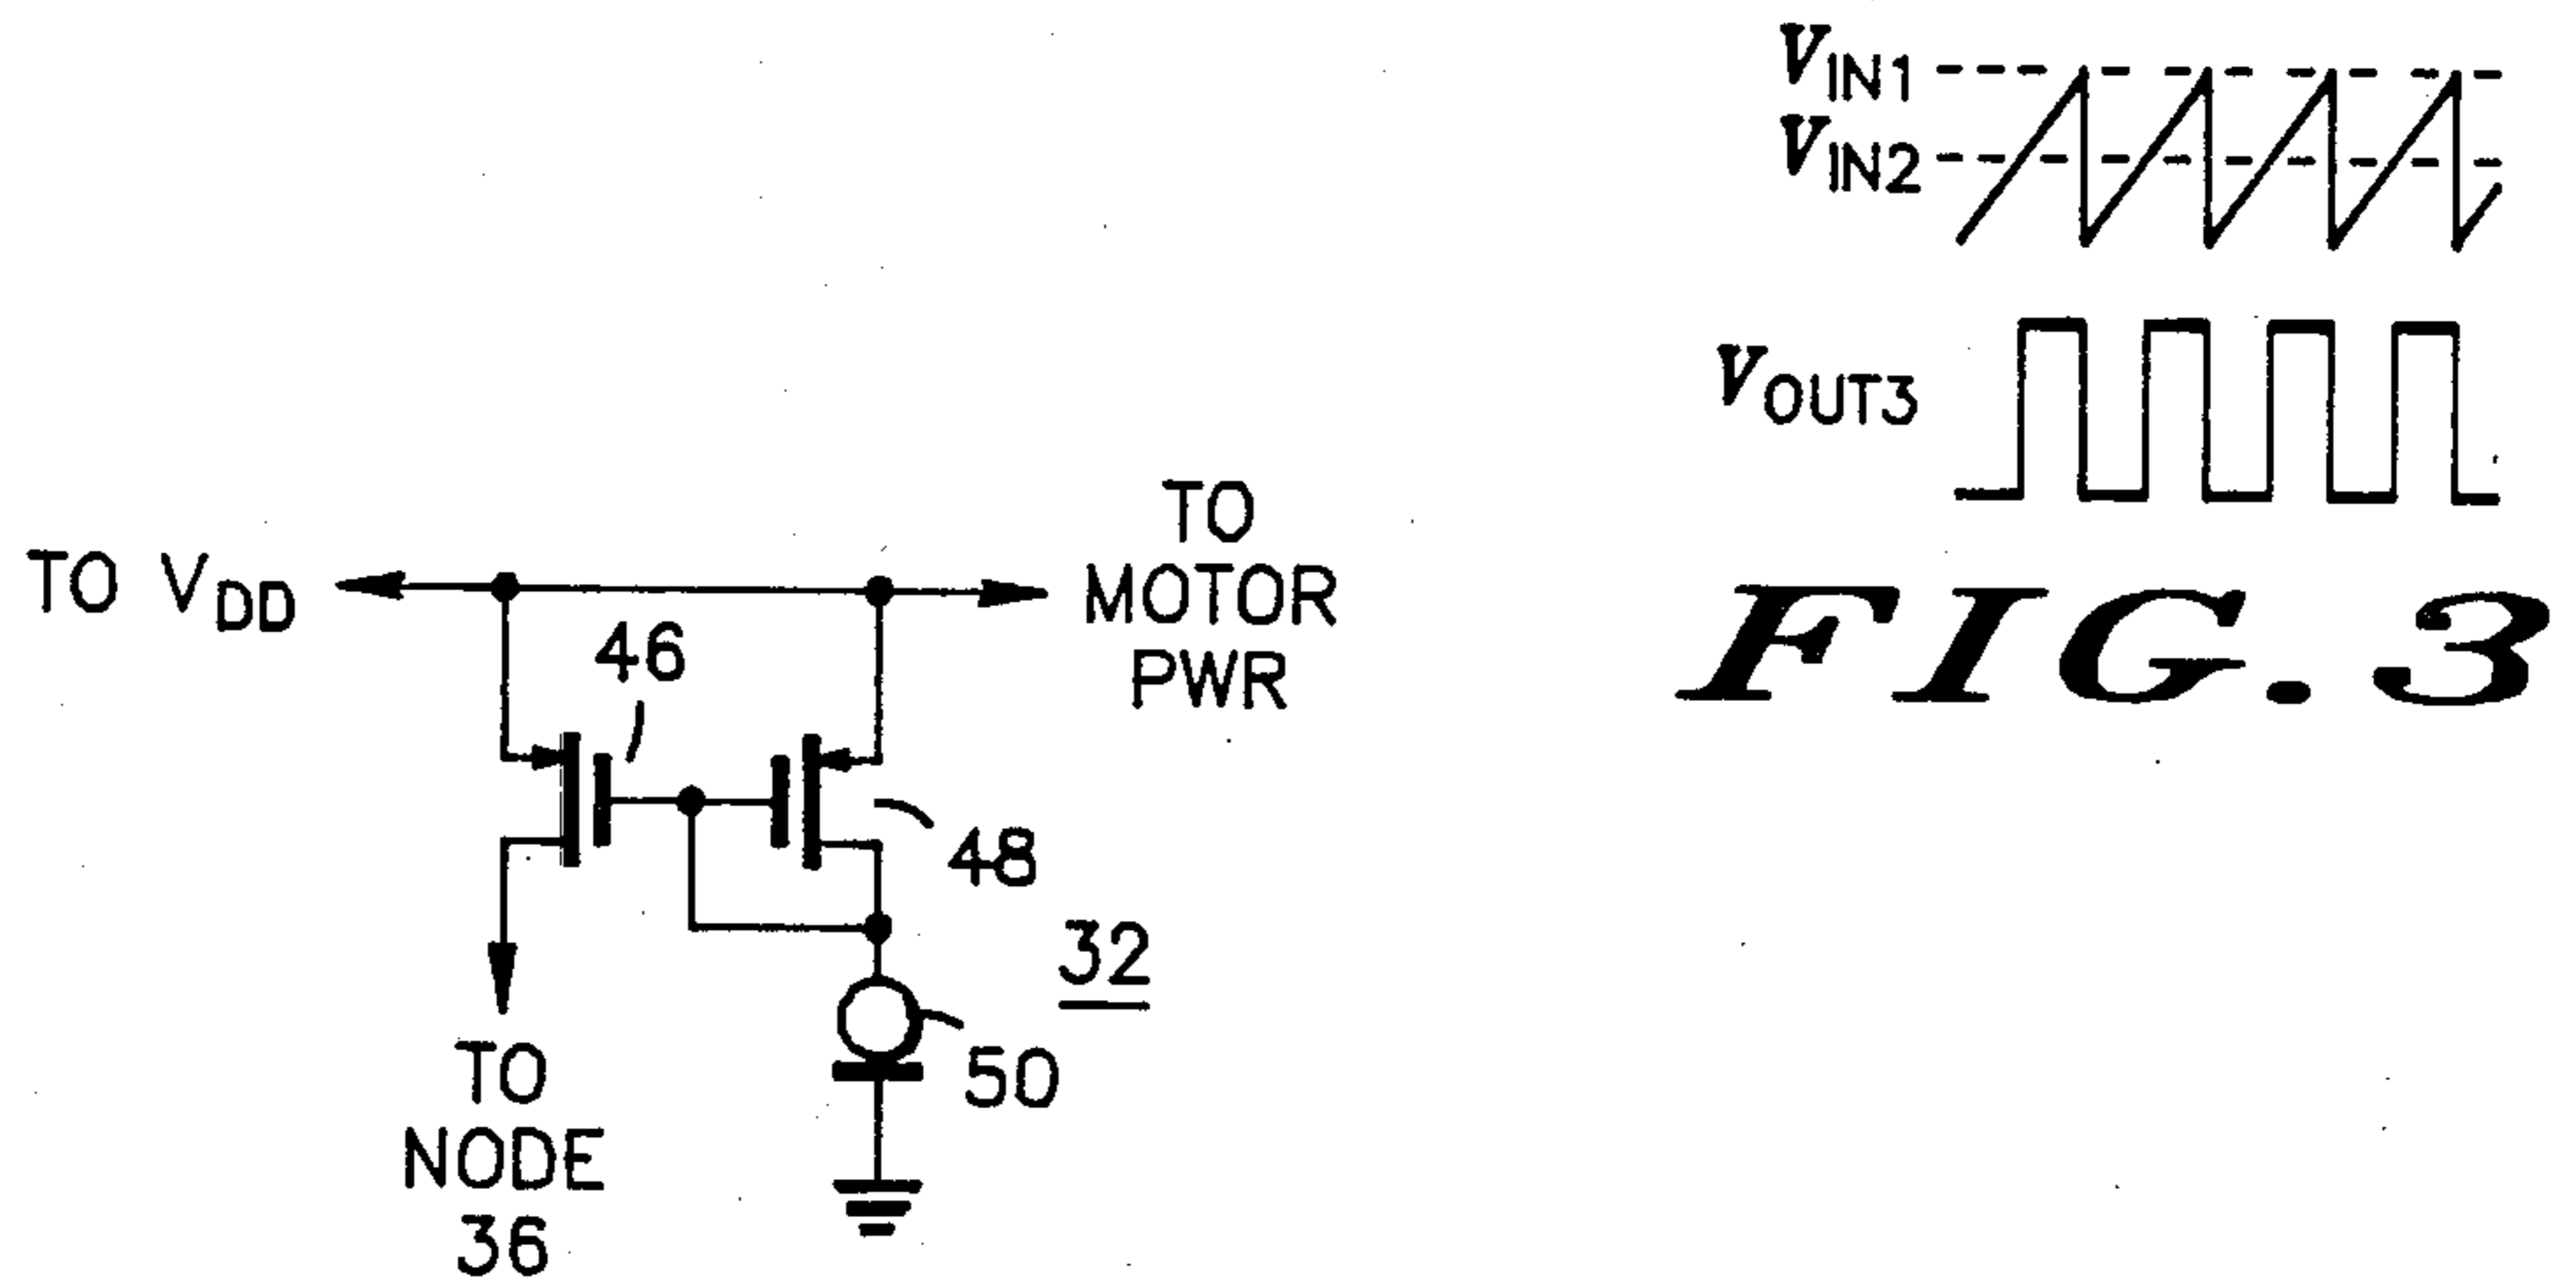 VIN1
VIN2
VOUT3
FIG.3
TO VDD
TO
MOTOR
PWR
46
48
32
50
TO
NODE
36